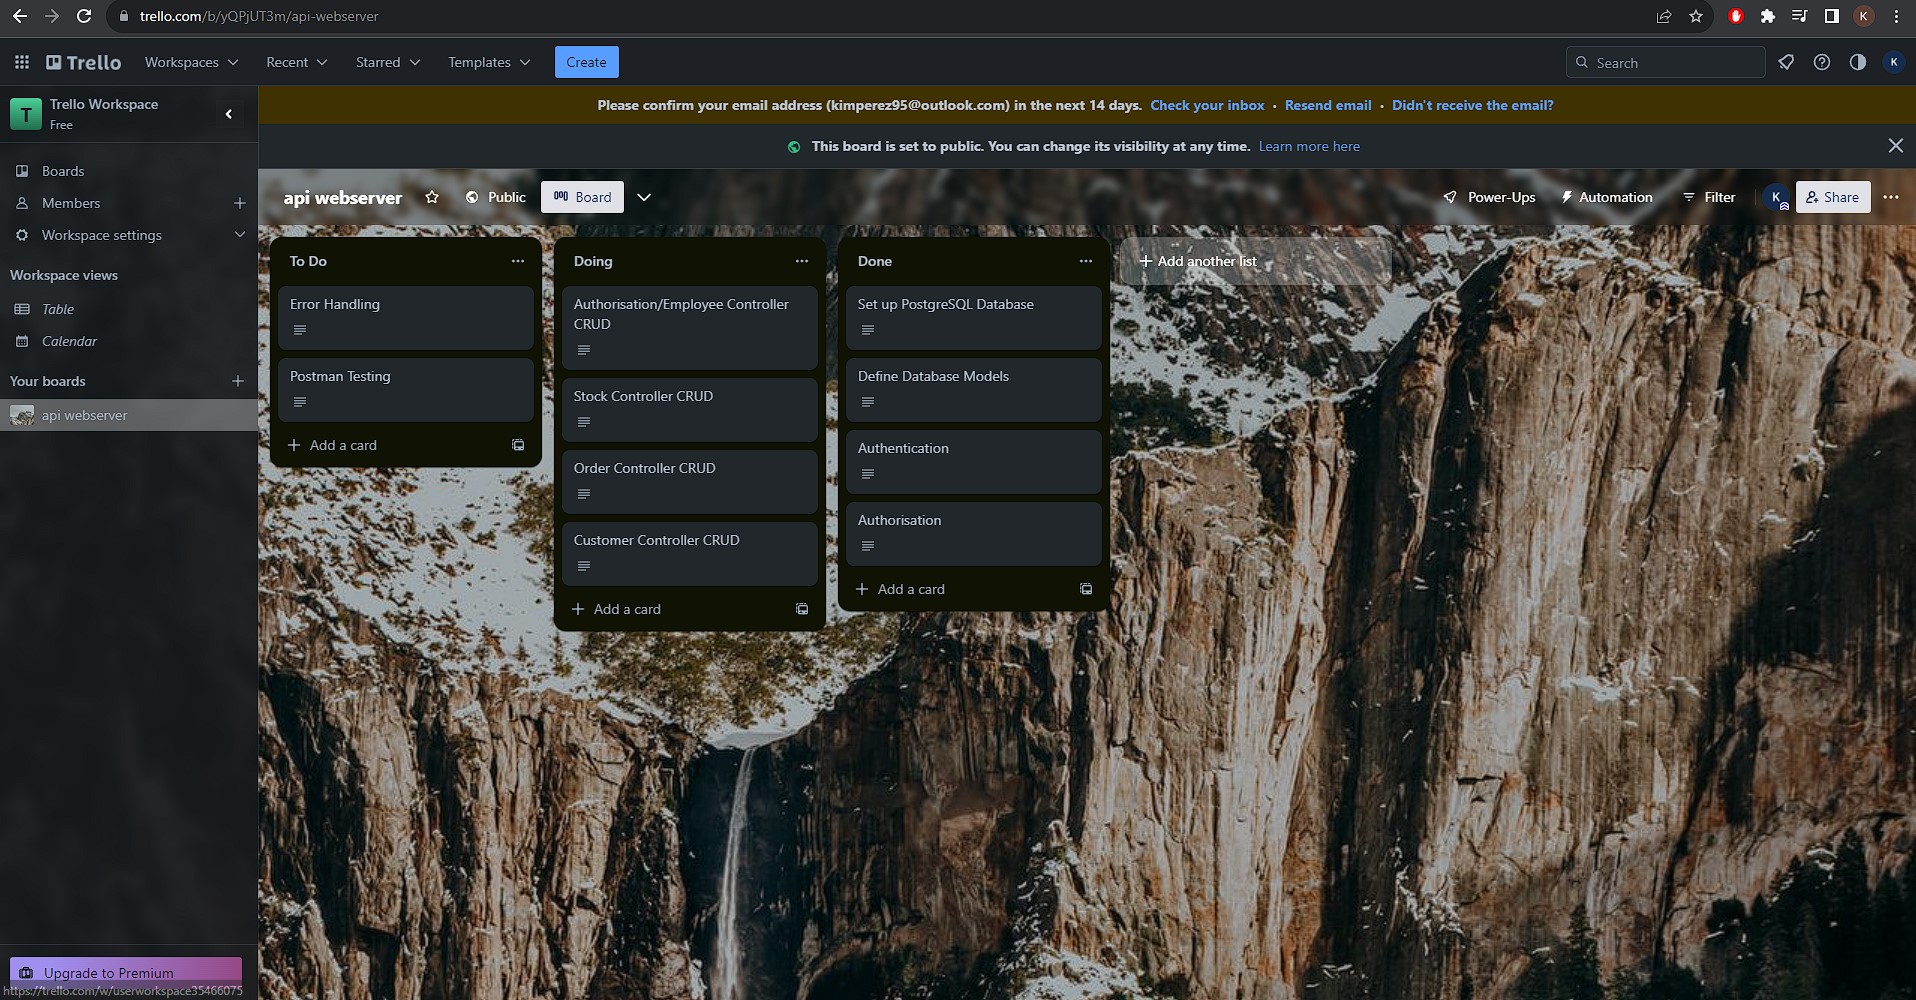 trello.com/b/yQPjUT3m/api-webserver
K
Trello
Workspaces
Recent
Starred
Templates
Create
Search
K
T
Trello Workspace
Free
Please confirm your email address (kimperez95@outlook.com) in the next 14 days. Check your inbox • Resend email • Didn't receive the email?
This board is set to public. You can change its visibility at any time. Learn more here
Boards
Members
Workspace settings
Workspace views
Table
Calendar
Your boards
api webserver
api webserver
Public
Board
Power-Ups
Automation
Filter
K
Share
To Do
Error Handling
Postman Testing
Add a card
Doing
Authorisation/Employee Controller
CRUD
Stock Controller CRUD
Order Controller CRUD
Customer Controller CRUD
Add a card
Done
Set up PostgreSQL Database
Define Database Models
Authentication
Authorisation
Add a card
Add another list
Upgrade to Premium
https://trello.com/w/userworkspace35466075